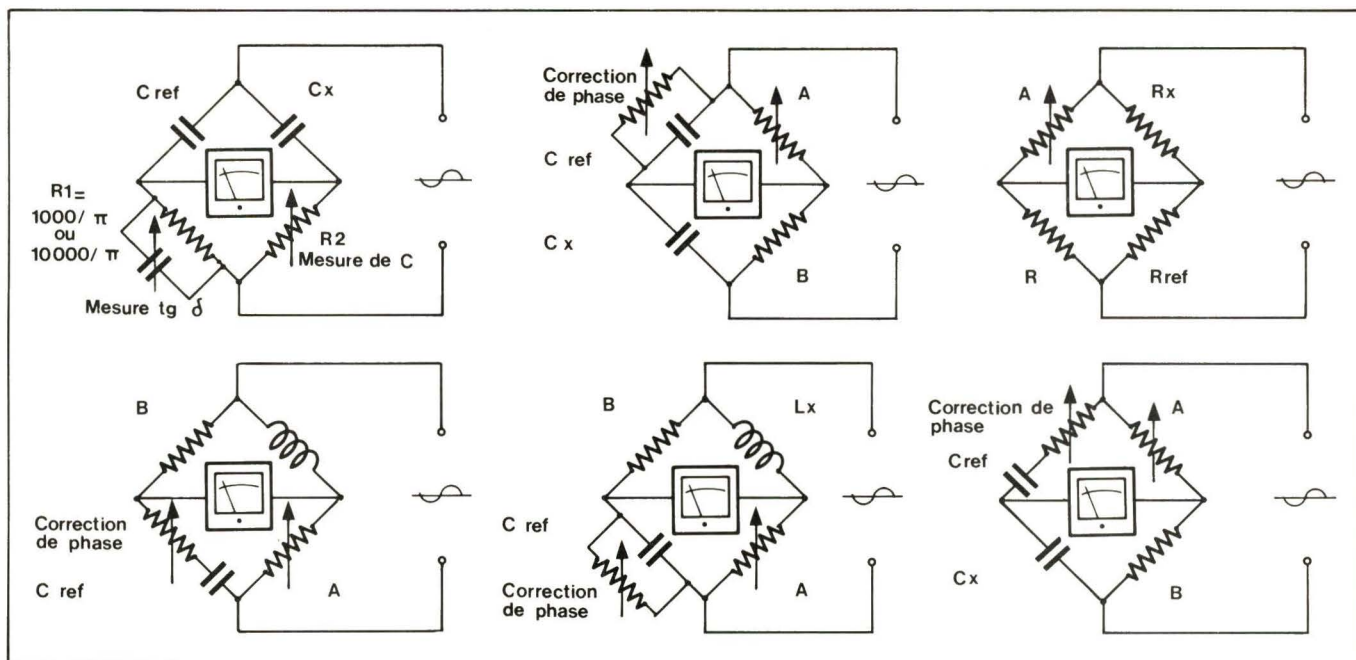 C ref
Cx
R1=
1000/ π
ou
10000/ π
R2
Mesure de C
Mesure tg δ
Correction
de phase
A
C ref
Cx
B
A
Rx
R
Rref
B
Correction
de phase
C ref
A
B
Lx
C ref
Correction
de phase
A
Correction de
phase
A
Cref
Cx
B